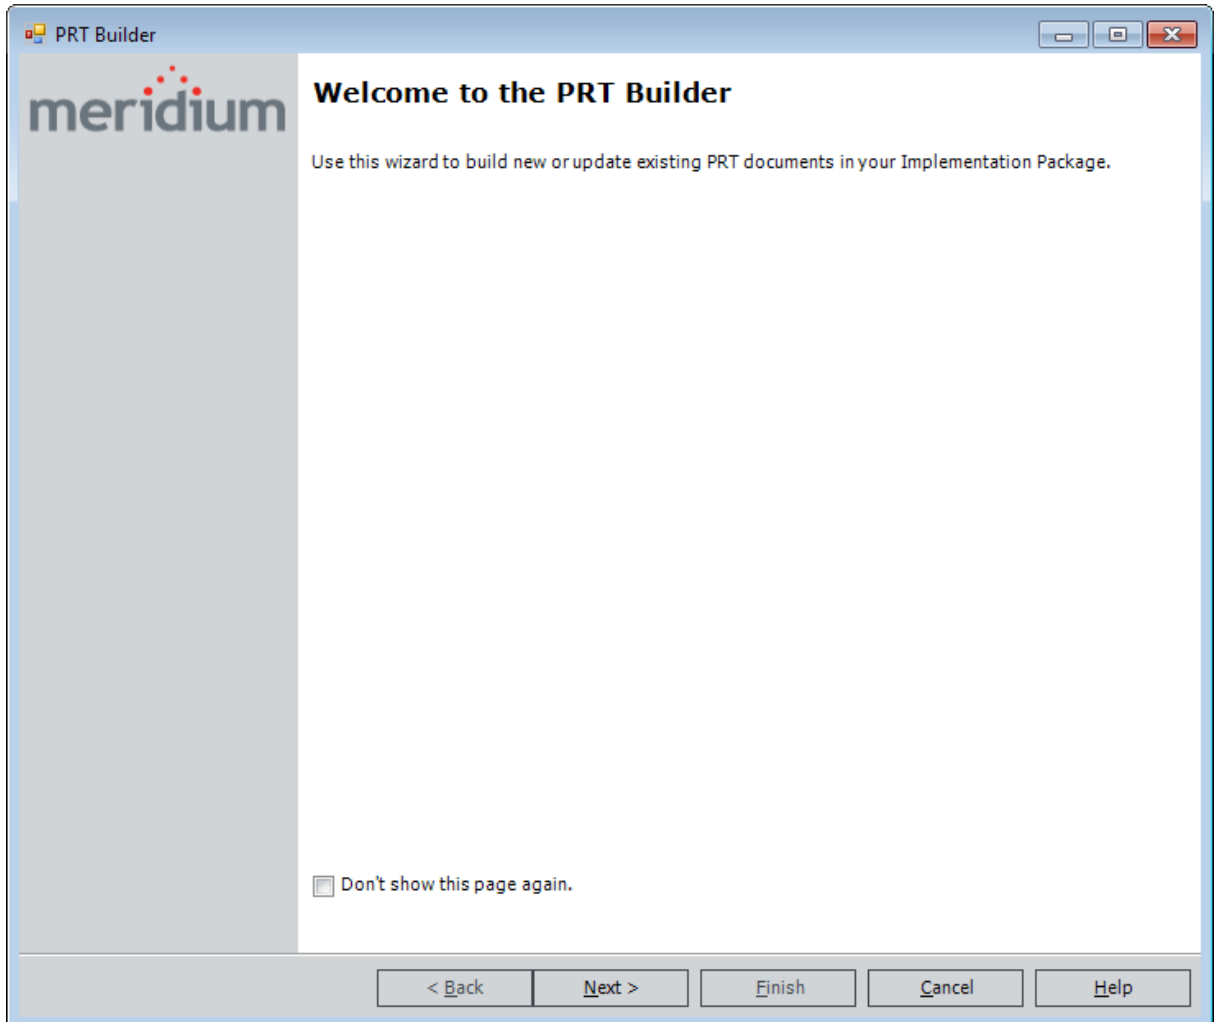 PRT Builder
meridium
Welcome to the PRT Builder
Use this wizard to build new or update existing PRT documents in your Implementation Package.
Don't show this page again.
< Back Next > Finish Cancel Help